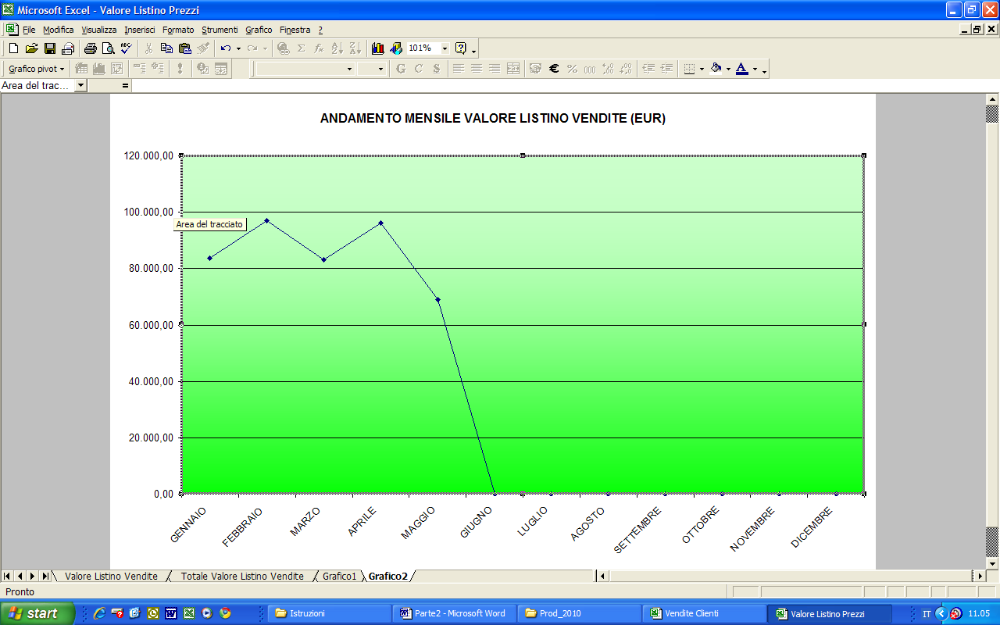 Microsoft Excel - Valore Listino Prezzi
File Modifica Visualizza Inserisci Formato Strumenti Grafico Finestra ?
101%
Grafico pivot
G C S € % 000
Area del trac... =
ANDAMENTO MENSILE VALORE LISTINO VENDITE (EUR)
120.000,00
100.000,00
Area del tracciato
80.000,00
60.000,00
40.000,00
20.000,00
0,00
GENNAIO FEBBRAIO MARZO APRILE MAGGIO GIUGNO LUGLIO AGOSTO SETTEMBRE OTTOBRE NOVEMBRE DICEMBRE
Valore Listino Vendite Totale Valore Listino Vendite Grafico1 Grafico2
Pronto
start Istruzioni Parte2 - Microsoft Word Prod_2010 Vendite Clienti Valore Listino Prezzi IT 11.05